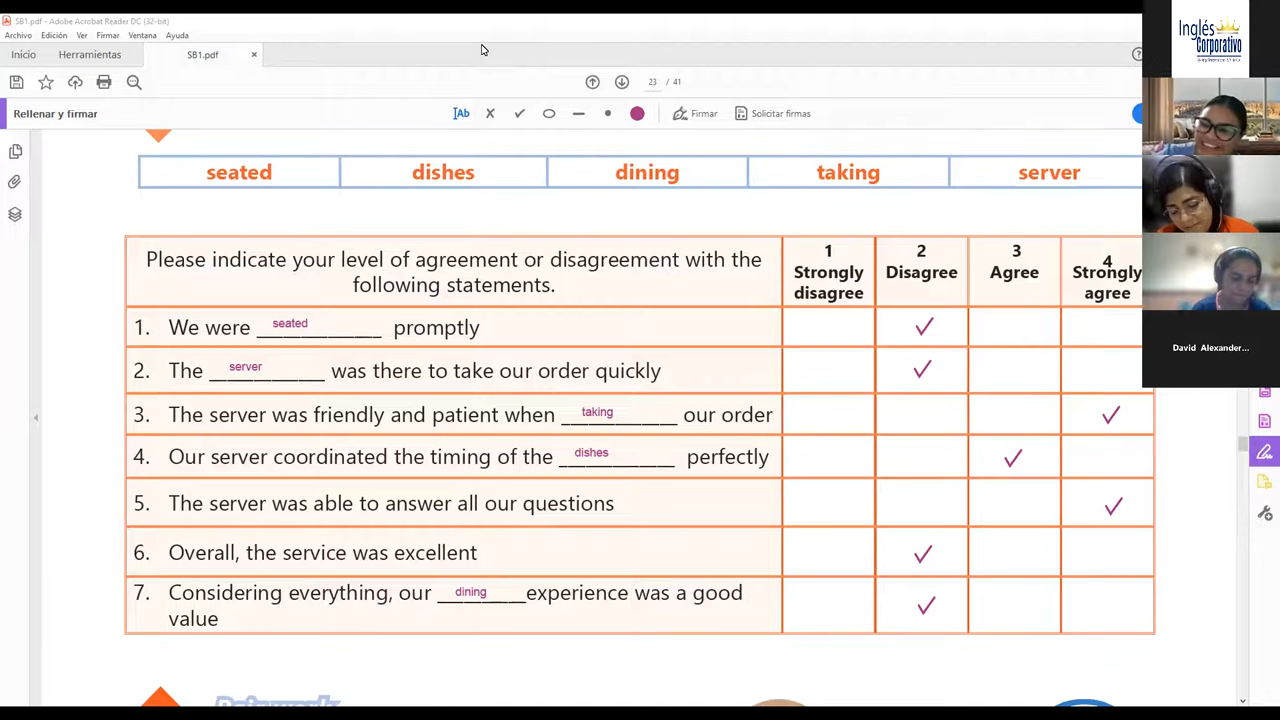 SB1.pdf - Adobe Acrobat Reader DC (32-bit)
Archivo Edición Ver Firmar Ventana Ayuda
Inicio Herramientas SB1.pdf ×
23 / 41
Rellenar y firmar
Ab Firmar Solicitar firmas
seated dishes dining taking server
Please indicate your level of agreement or disagreement with the
following statements.
1
Strongly
disagree
2
Disagree
3
Agree
4
Strongly
agree
1. We were seated promptly
2. The server was there to take our order quickly
3. The server was friendly and patient when taking our order
4. Our server coordinated the timing of the dishes perfectly
5. The server was able to answer all our questions
6. Overall, the service was excellent
7. Considering everything, our dining experience was a good
value
Inglés
Corporativo
David Alexander...